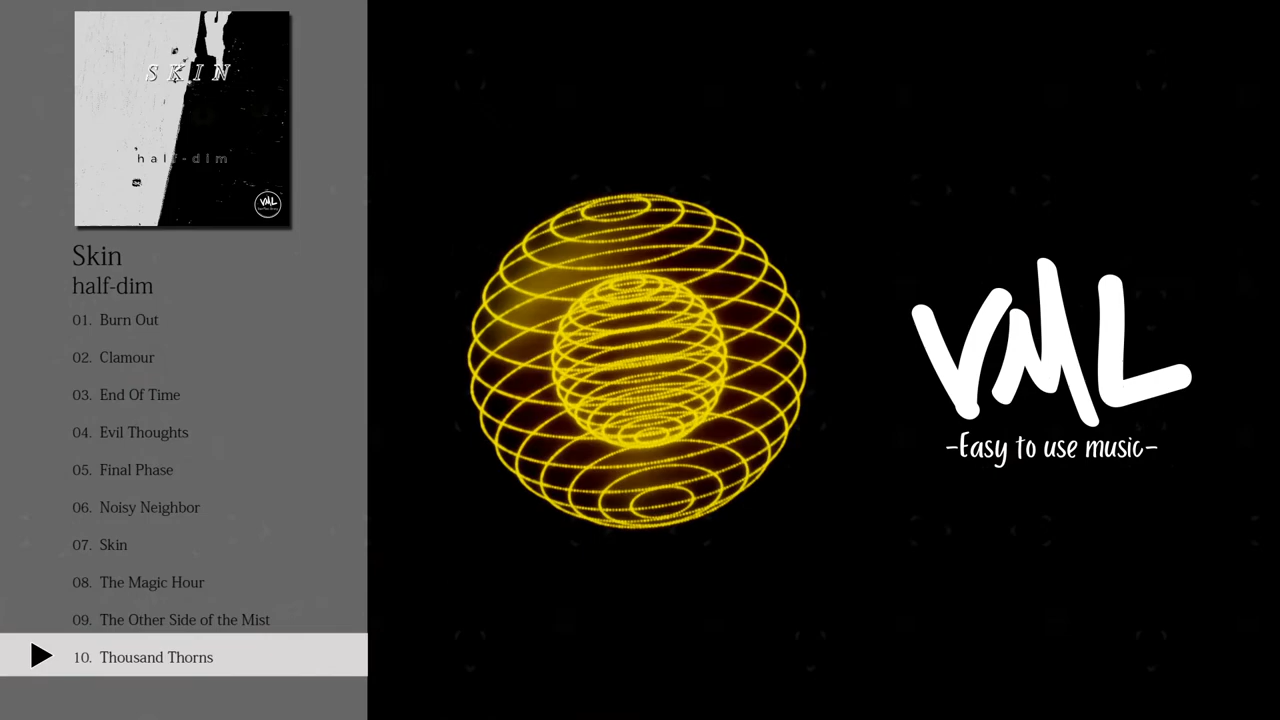 SKIN
half-dim
VML
Skin
half-dim
01. Burn Out
02. Clamour
03. End Of Time
04. Evil Thoughts
05. Final Phase
06. Noisy Neighbor
07. Skin
08. The Magic Hour
09. The Other Side of the Mist
10. Thousand Thorns
VML
-Easy to use music-